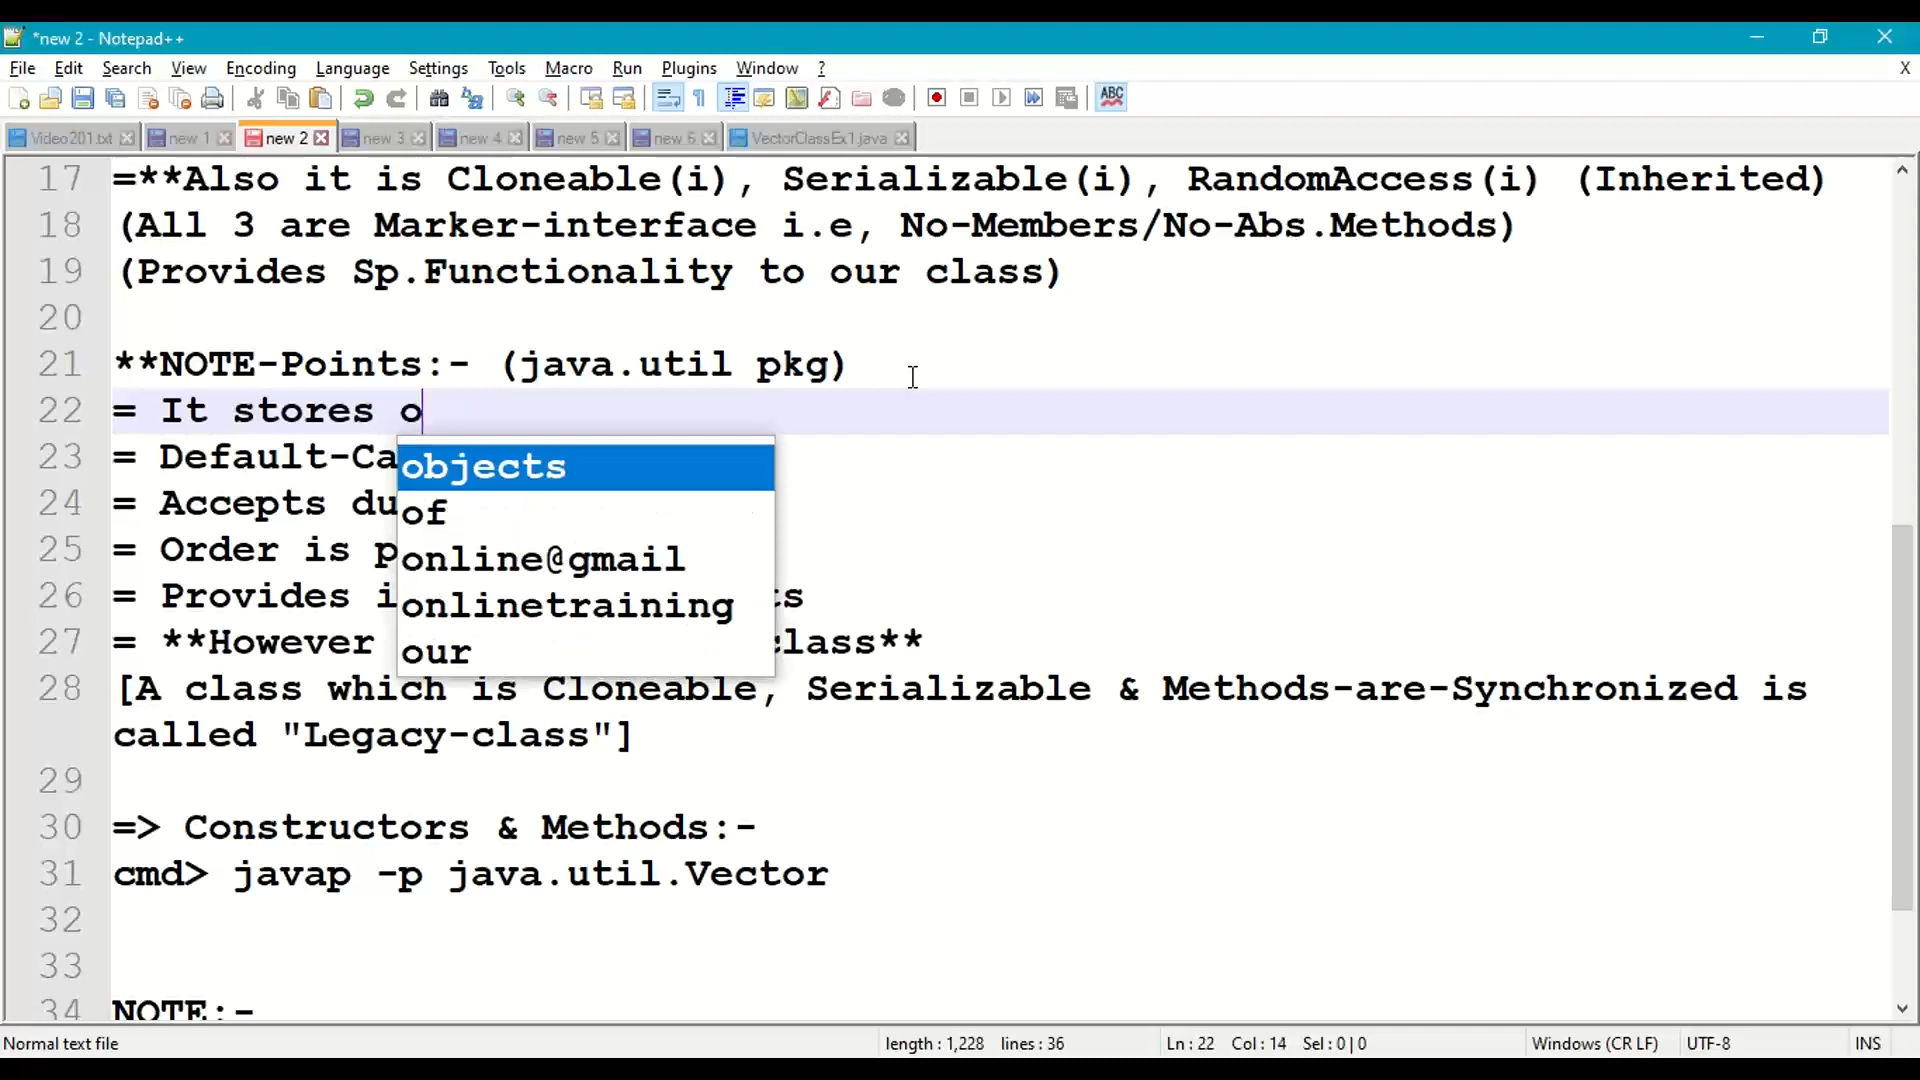 *new 2 - Notepad++
File Edit Search View Encoding Language Settings Tools Macro Run Plugins Window ? X
ABC
Video201.txt new 1 new 2 new 3 new 4 new 5 new 6 VectorClassEx1.java
17 =**Also it is Cloneable(i), Serializable(i), RandomAccess(i) (Inherited)
18 (All 3 are Marker-interface i.e, No-Members/No-Abs.Methods)
19 (Provides Sp.Functionality to our class)
20
21 **NOTE-Points:- (java.util pkg)
22 = It stores o
23 = Default-Ca
24 = Accepts du
25 = Order is p
26 = Provides i
27 = **However class**
objects
of
online@gmail
onlinetraining
our
28 [A class which is Cloneable, Serializable & Methods-are-Synchronized is
called "Legacy-class"]
29
30 => Constructors & Methods:-
31 cmd> javap -p java.util.Vector
32
33
34 NOTE:-
Normal text file length : 1,228 lines : 36 Ln : 22 Col : 14 Sel : 0 | 0 Windows (CR LF) UTF-8 INS